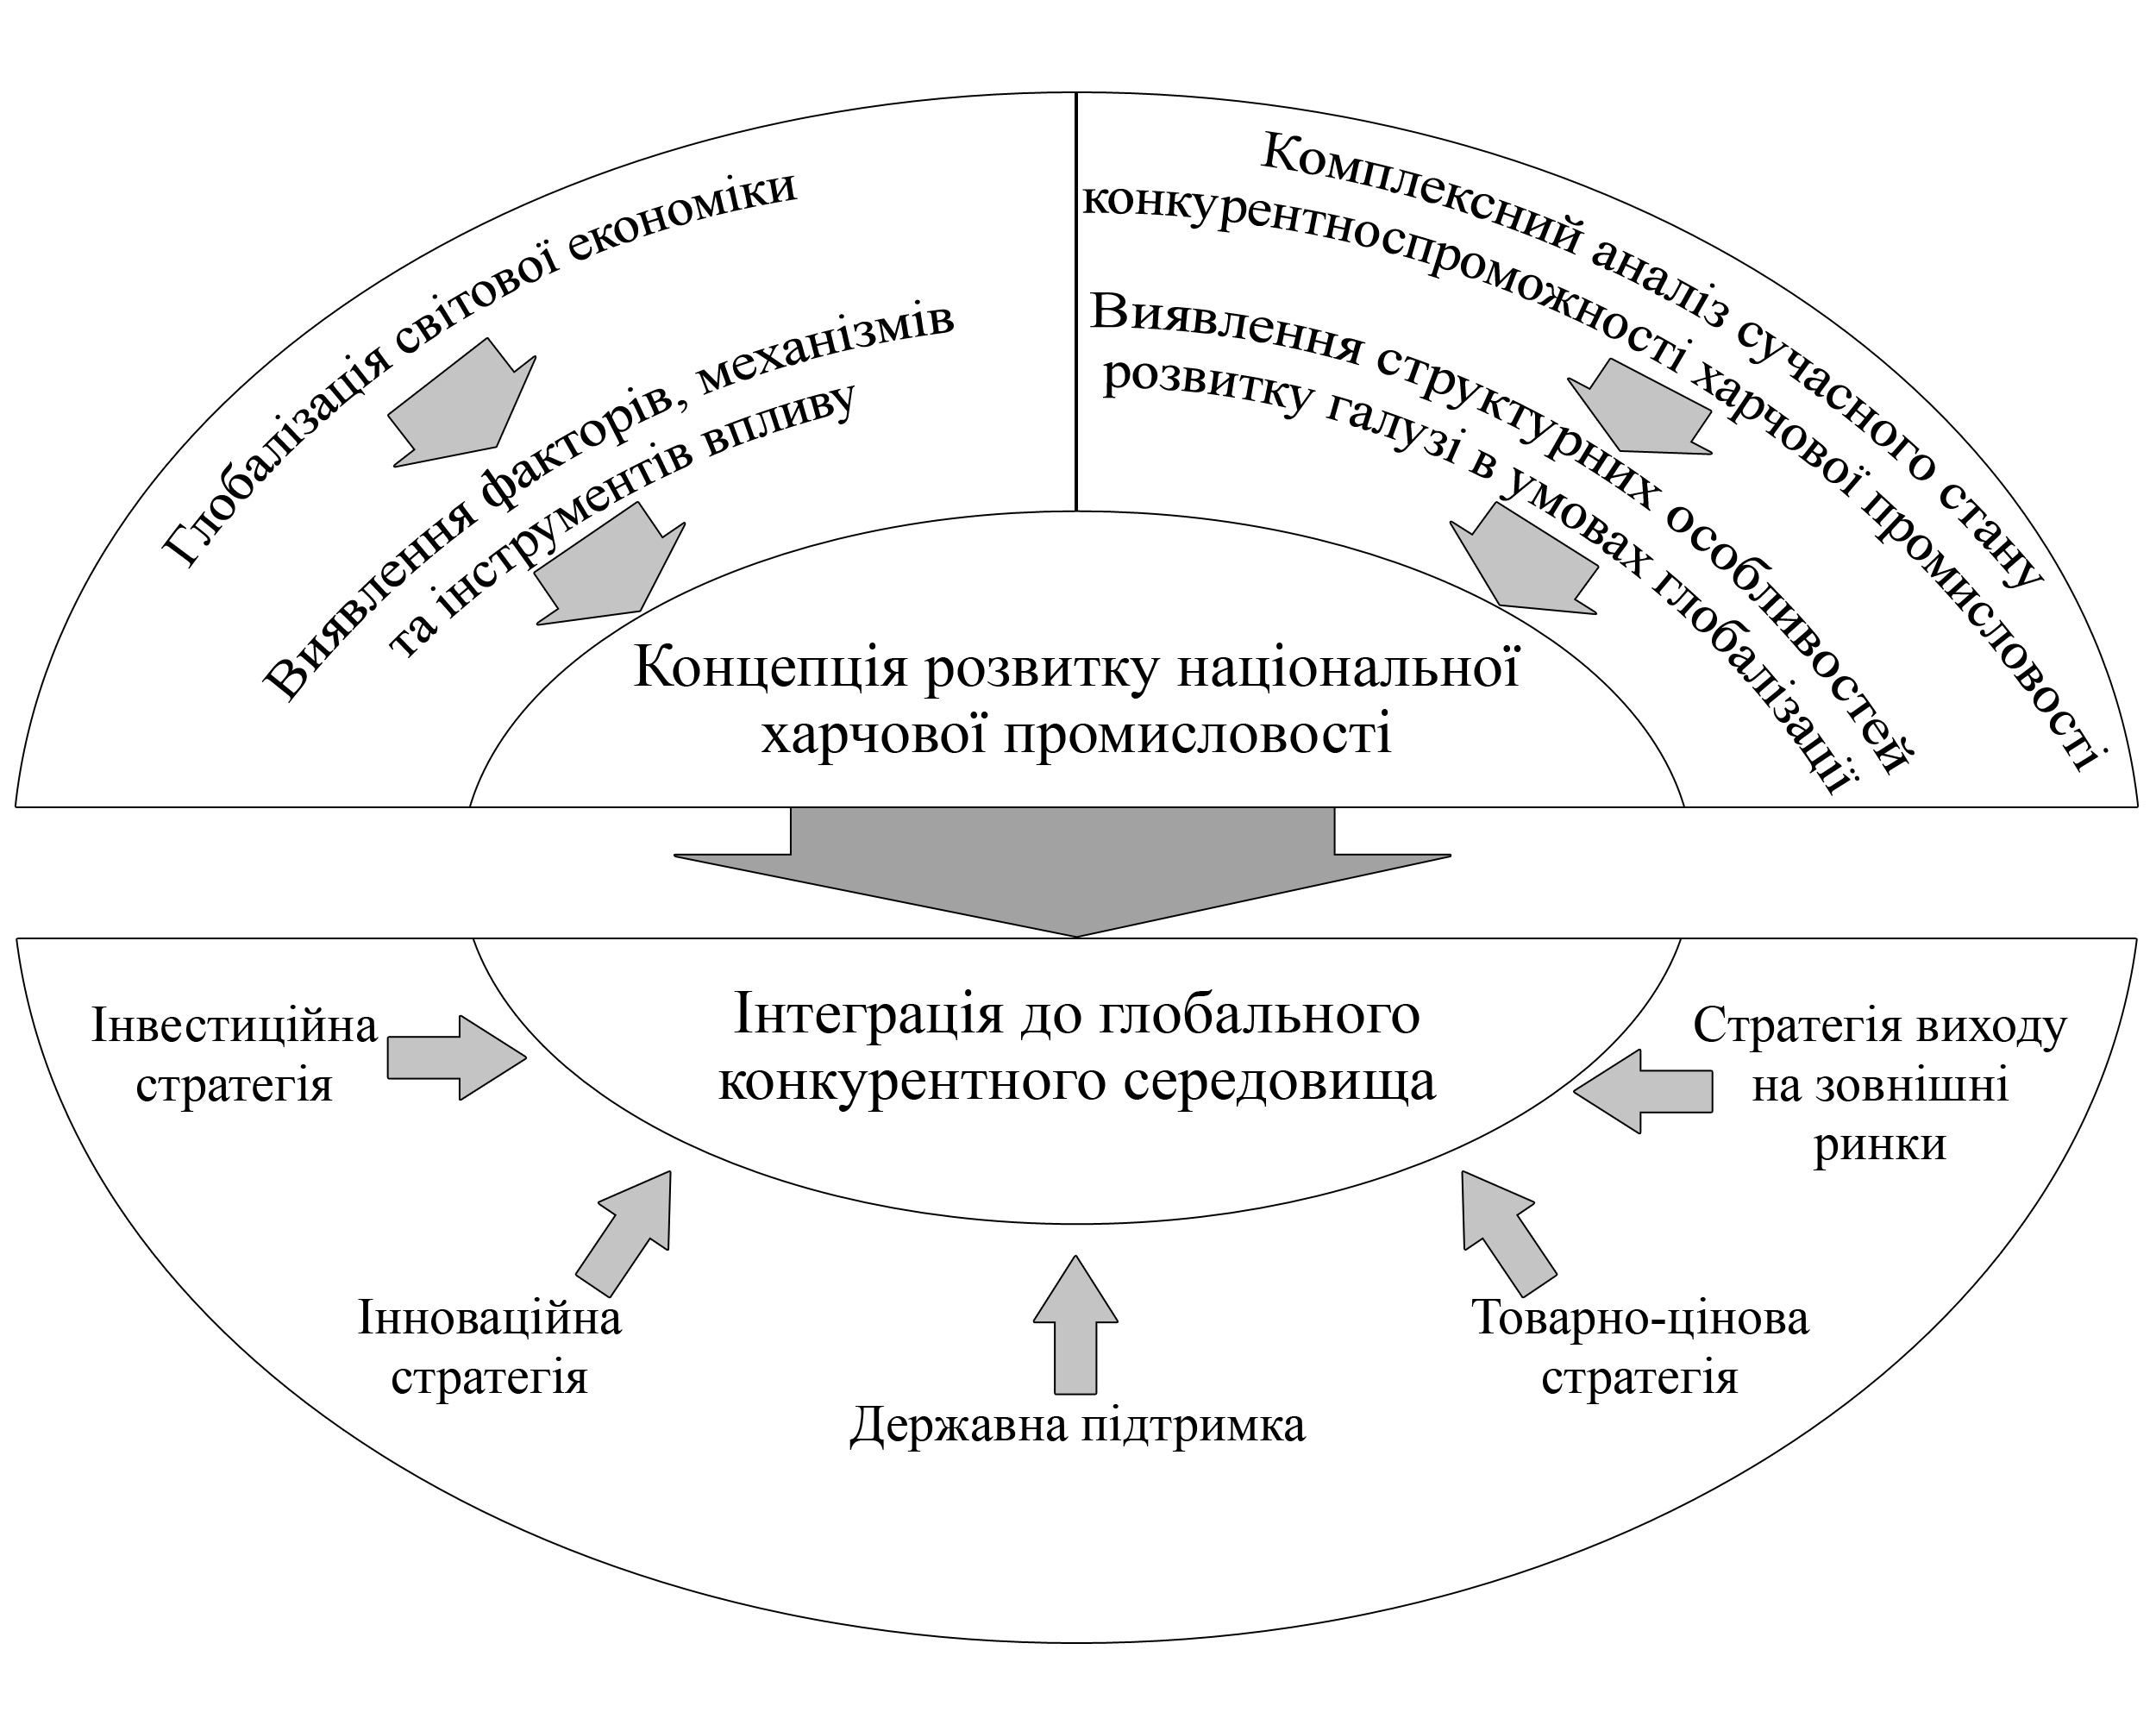 Глобалізація світової економіки
Виявлення факторів, механізмів
та інструментів впливу
Комплексний аналіз сучасного стану
конкурентноспроможності харчової промисловості
Виявлення структурних особливостей
розвитку галузі в умовах глобалізації
Концепція розвитку національної
харчової промисловості
Інтеграція до глобального
конкурентного середовища
Інвестиційна
стратегія
Стратегія виходу
на зовнішні
ринки
Інноваційна
стратегія
Товарно-цінова
стратегія
Державна підтримка